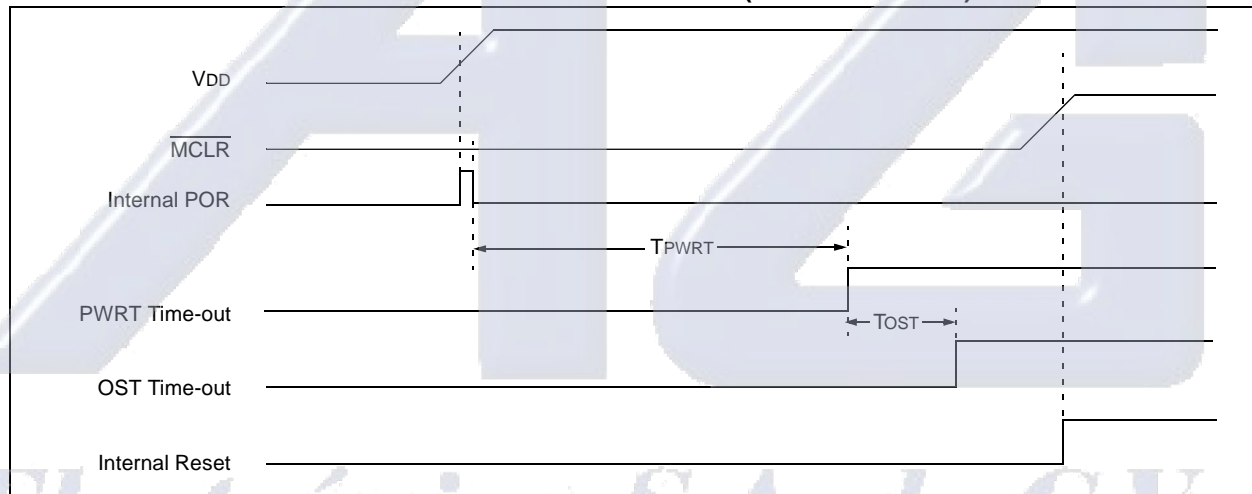 VDD
MCLR
Internal POR
TPWRT
PWRT Time-out
TOST
OST Time-out
Internal Reset